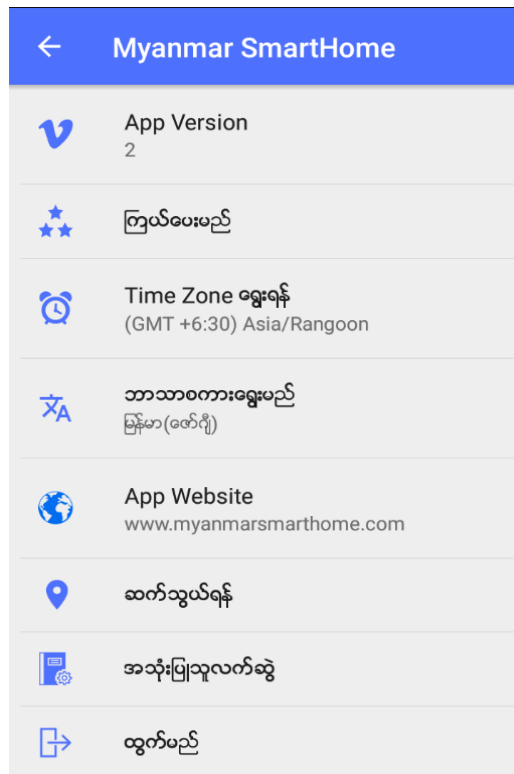 Myanmar SmartHome
App Version
2
ကြယ်ပေးမည်
Time Zone ရွေးရန်
(GMT +6:30) Asia/Rangoon
ဘာသာစကားရွေးမည်
မြန်မာ(ဇော်ဂျီ)
App Website
www.myanmarsmarthome.com
ဆက်သွယ်ရန်
အသုံးပြုသူလက်ဆွဲ
ထွက်မည်